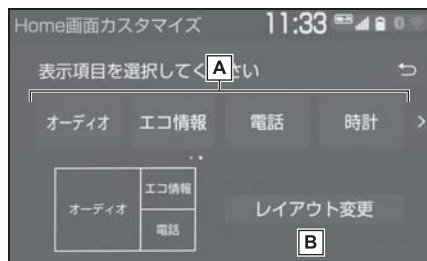 Home画面カスタマイズ 11:33
A
表示項目を選択してください
オーディオ エコ情報 電話 時計 >
オーディオ エコ情報
電話
レイアウト変更
B